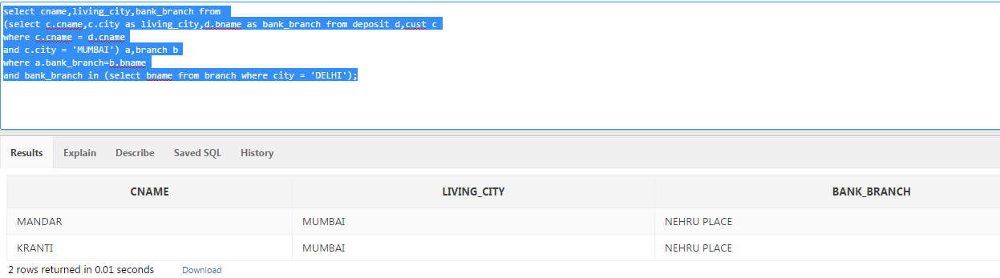 select cname,living_city,bank_branch from
(select c.cname,c.city as living_city,d.bname as bank_branch from deposit d,cust c
where c.cname = d.cname
and c.city = 'MUMBAI') a,branch b
where a.bank_branch=b.bname
and bank_branch in (select bname from branch where city = 'DELHI');
Results Explain Describe Saved SQL History
CNAME LIVING_CITY BANK_BRANCH
MANDAR MUMBAI NEHRU PLACE
KRANTI MUMBAI NEHRU PLACE
2 rows returned in 0.01 seconds Download